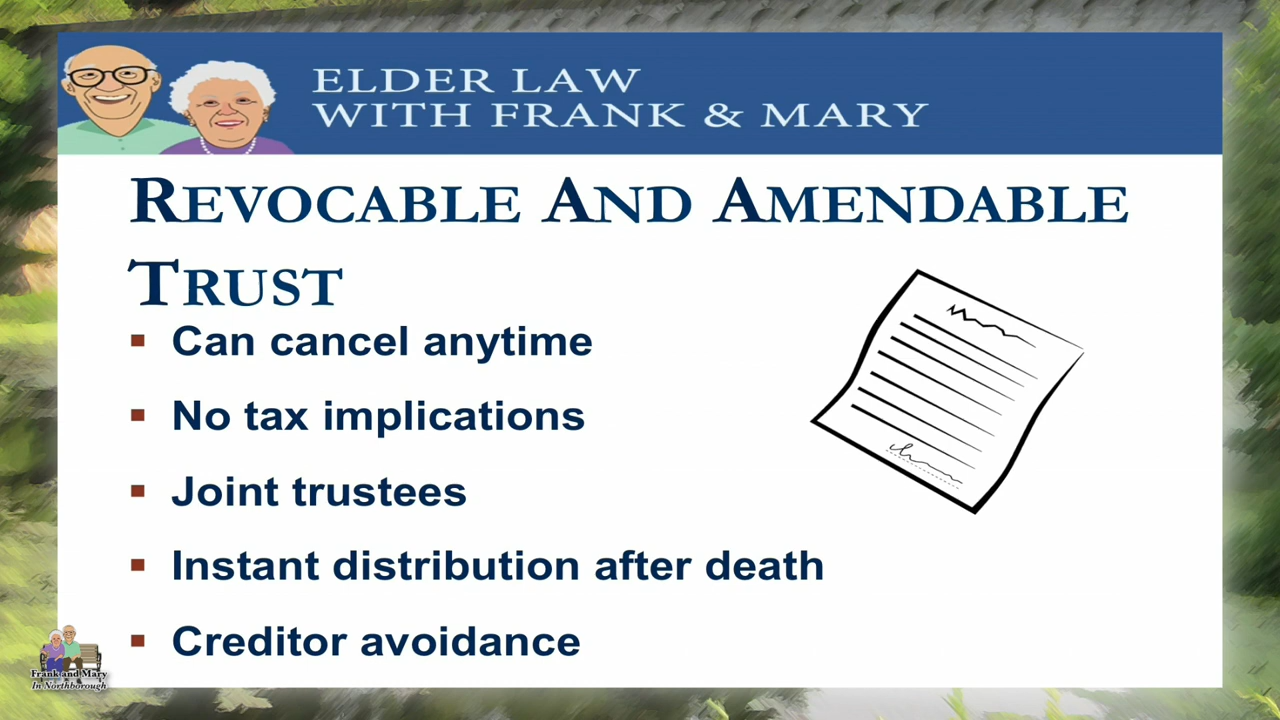 ELDER LAW
WITH FRANK & MARY
REVOCABLE AND AMENDABLE
TRUST
▪ Can cancel anytime
▪ No tax implications
▪ Joint trustees
▪ Instant distribution after death
▪ Creditor avoidance
Frank and Mary
In Northborough